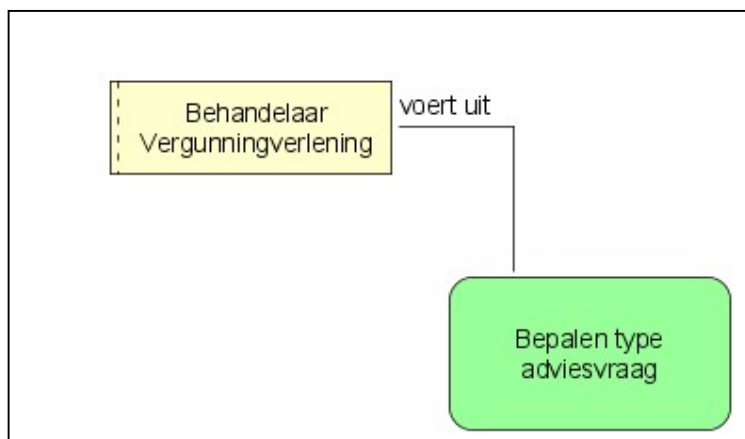 Behandelaar
Vergunningverlening
voert uit
Bepalen type
adviesvraag